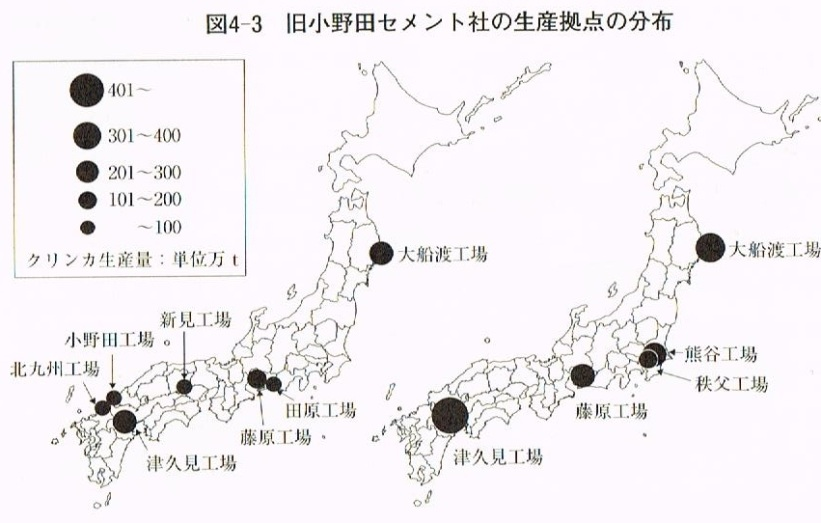 図4-3 旧小野田セメント社の生産拠点の分布
401〜
301〜400
201〜300
101〜200
〜100
クリンカ生産量：単位万t
大船渡工場
新見工場
小野田工場
北九州工場
田原工場
藤原工場
津久見工場
大船渡工場
熊谷工場
秩父工場
藤原工場
津久見工場